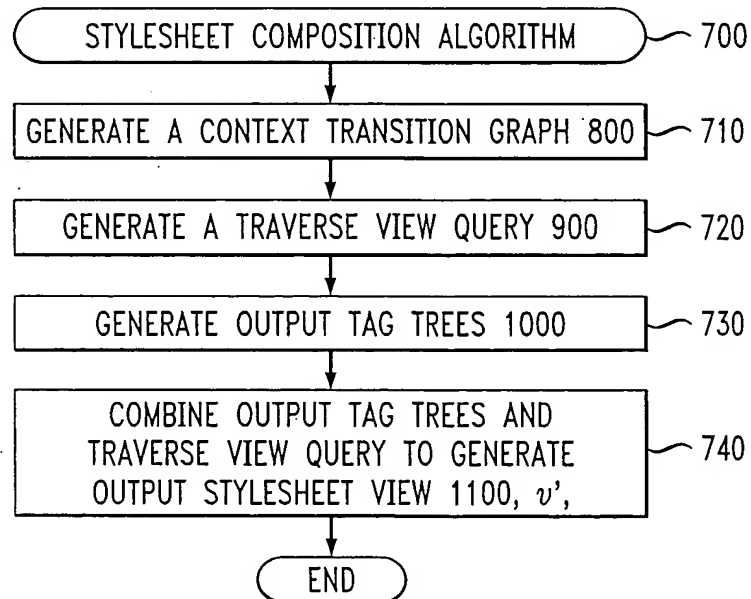 STYLESHEET COMPOSITION ALGORITHM 700
GENERATE A CONTEXT TRANSITION GRAPH 800 710
GENERATE A TRAVERSE VIEW QUERY 900 720
GENERATE OUTPUT TAG TREES 1000 730
COMBINE OUTPUT TAG TREES AND
TRAVERSE VIEW QUERY TO GENERATE 740
OUTPUT STYLESHEET VIEW 1100, v',
END